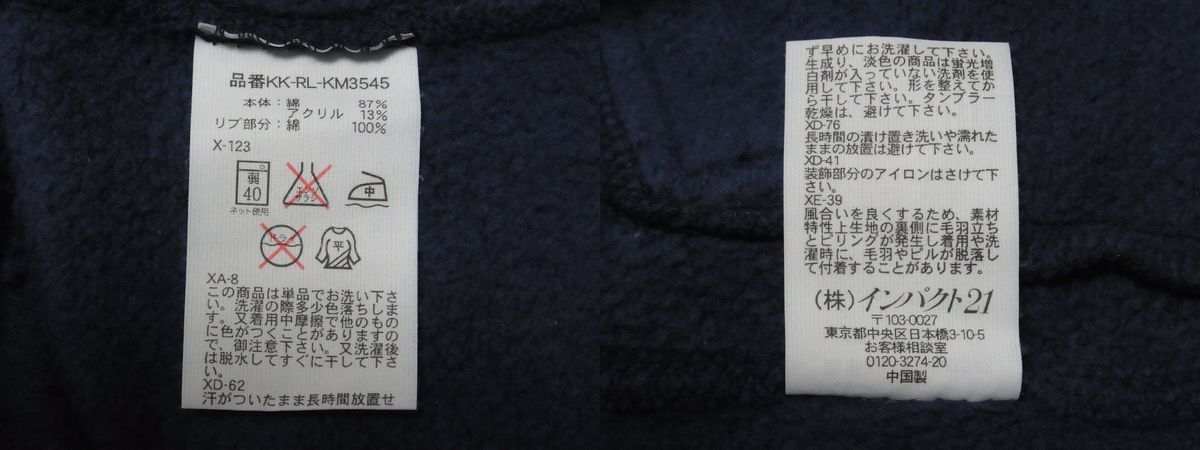 品番KK-RL-KM3545
本体：綿 87%
アクリル 13%
リブ部分：綿 100%
X-123
弱
40
ネット使用
エンソ
サラシ
中
ドライ
平
XA-8
この商品は単品でお洗い下さ
い。洗濯の際多少色落ちしま
す。又着用中摩擦で他のもの
に色がつくことがありますの
で、御注意下さい。又洗濯後
は脱水してすぐに干して下さ
い。
XD-62
汗がついたまま長時間放置せ
ず早めにお洗濯して下さい。
生成り、淡色の商品は蛍光増
白剤が入っていない洗剤を使
用して下さい。形を整えてか
ら干して下さい。タンブラー
乾燥は、避けて下さい。
XD-76
長時間の漬け置き洗いや濡れた
ままの放置は避けて下さい。
XD-41
装飾部分のアイロンはさけて下
さい。
XE-39
風合いを良くするため、素材
特性上生地の裏側に毛羽立ち
とピリングが発生し着用や洗
濯時に、毛羽やピルが脱落し
て付着することがあります。
(株)インパクト21
〒103-0027
東京都中央区日本橋3-10-5
お客様相談室
0120-3274-20
中国製